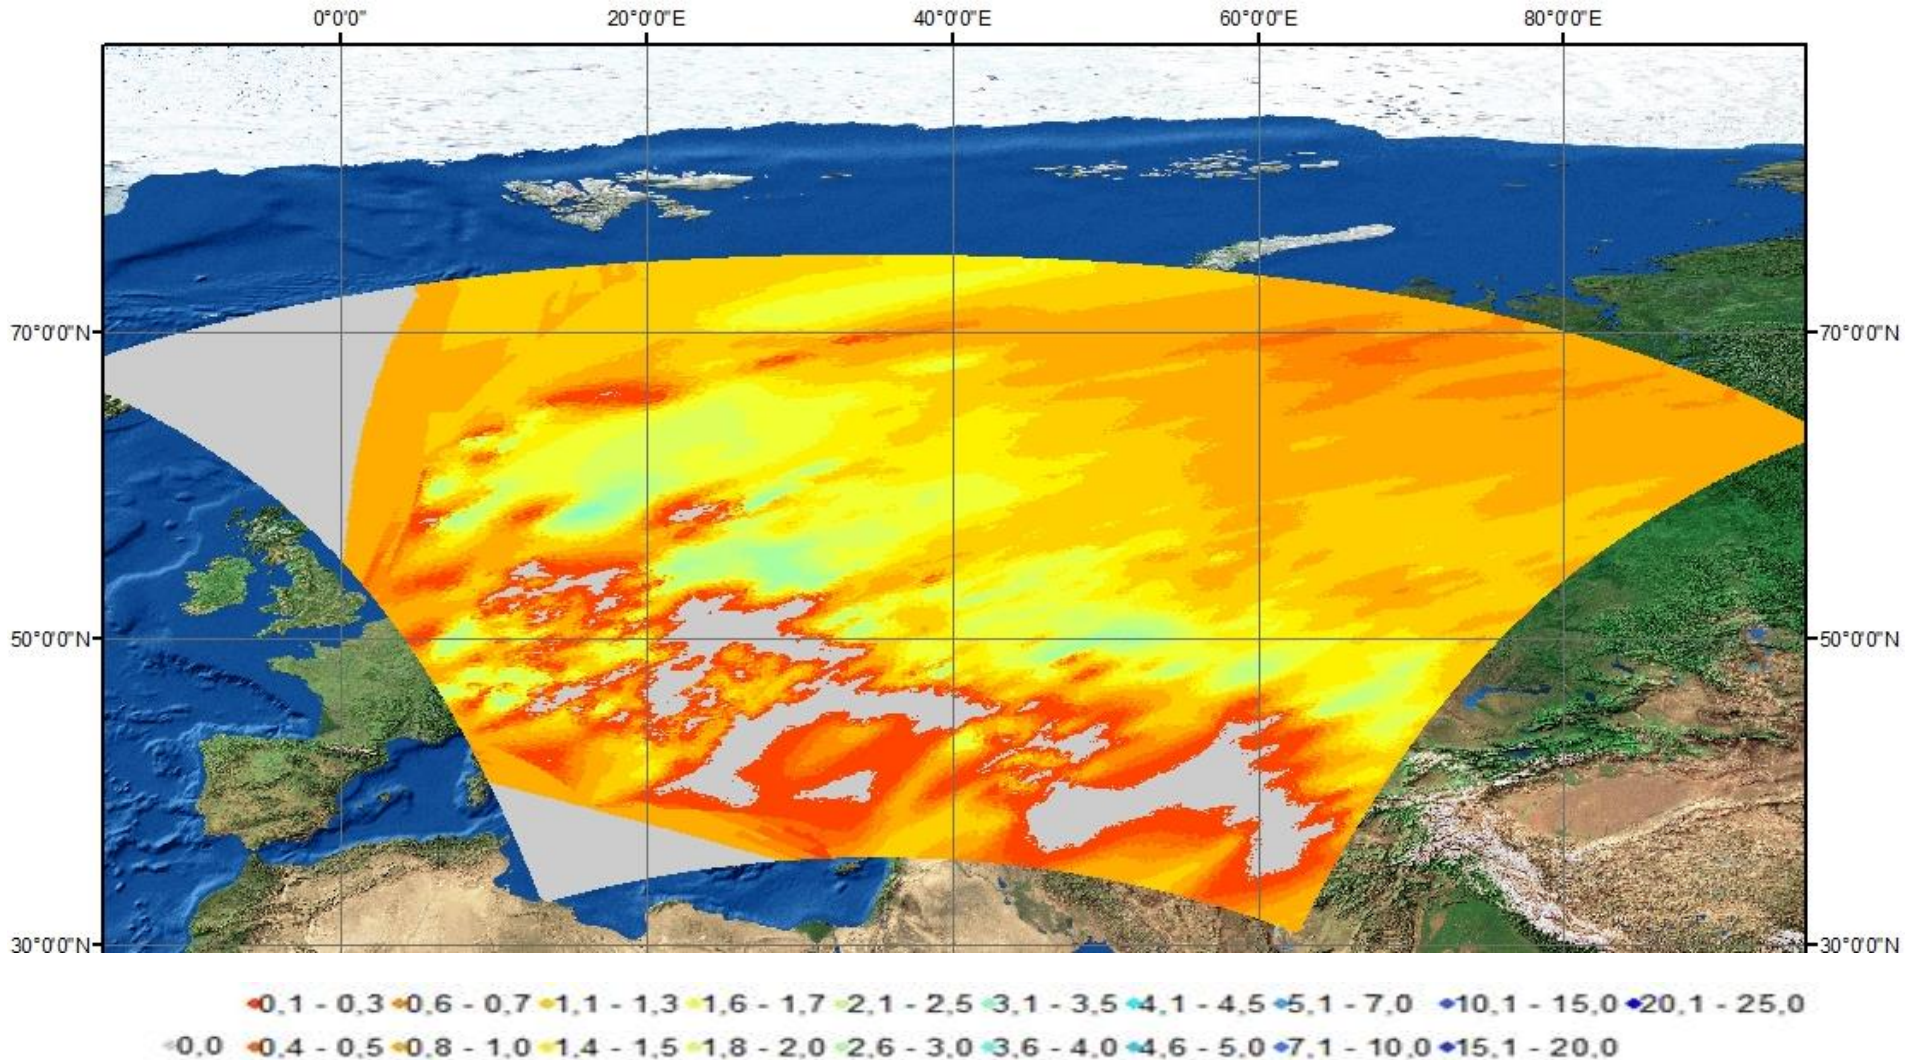 0°0'0" 20°0'0"E 40°0'0"E 60°0'0"E 80°0'0"E
70°0'0"N 70°0'0"N
50°0'0"N 50°0'0"N
30°0'0"N 30°0'0"N
0,1 - 0,3 0,6 - 0,7 1,1 - 1,3 1,6 - 1,7 2,1 - 2,5 3,1 - 3,5 4,1 - 4,5 5,1 - 7,0 10,1 - 15,0 20,1 - 25,0
0,0 0,4 - 0,5 0,8 - 1,0 1,4 - 1,5 1,8 - 2,0 2,6 - 3,0 3,6 - 4,0 4,6 - 5,0 7,1 - 10,0 15,1 - 20,0